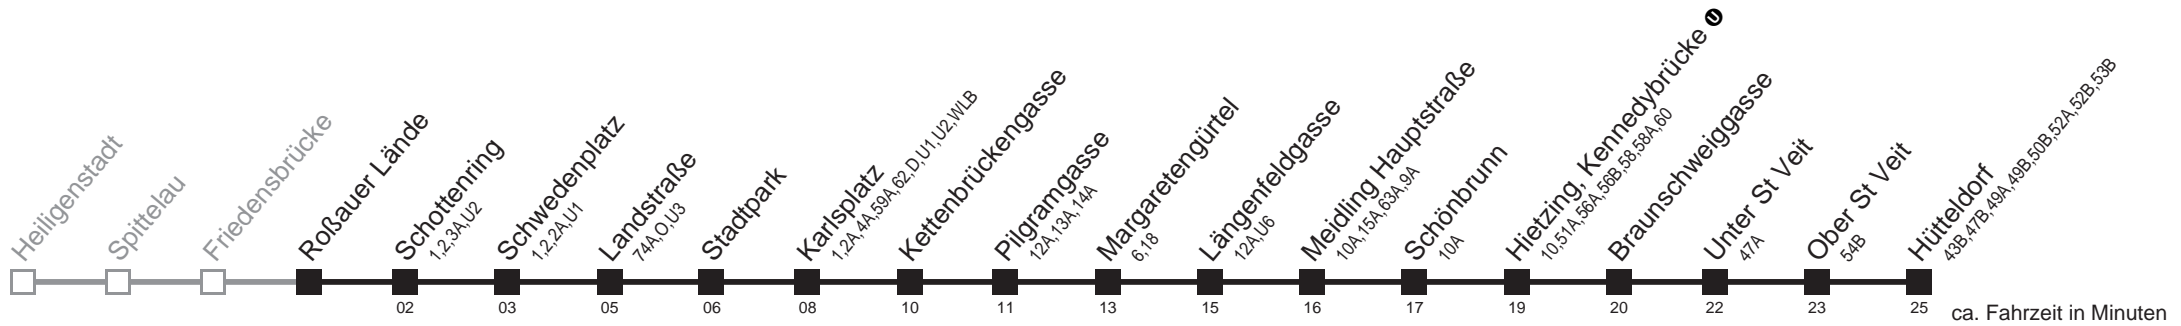 Heiligenstadt
Spittelau
Friedensbrücke
Roßauer Lände
Schottenring
1,2,3A,U2
Schwedenplatz
1,2,2A,U1
Landstraße
74A,O,U3
Stadtpark
Karlsplatz
1,2A,4A,59A,62,D,U1,U2,WLB
Kettenbrückengasse
Pilgramgasse
12A,13A,14A
Margaretengürtel
6,18
Längenfeldgasse
12A,U6
Meidling Hauptstraße
10A,15A,63A,9A
Schönbrunn
10A
Hietzing, Kennedybrücke U
10,51A,56A,56B,58,58A,60
Braunschweiggasse
Unter St Veit
47A
Ober St Veit
54B
Hütteldorf
43B,47B,49A,49B,50B,52A,52B,53B
02 03 05 06 08 10 11 13 15 16 17 19 20 22 23 25 ca. Fahrzeit in Minuten